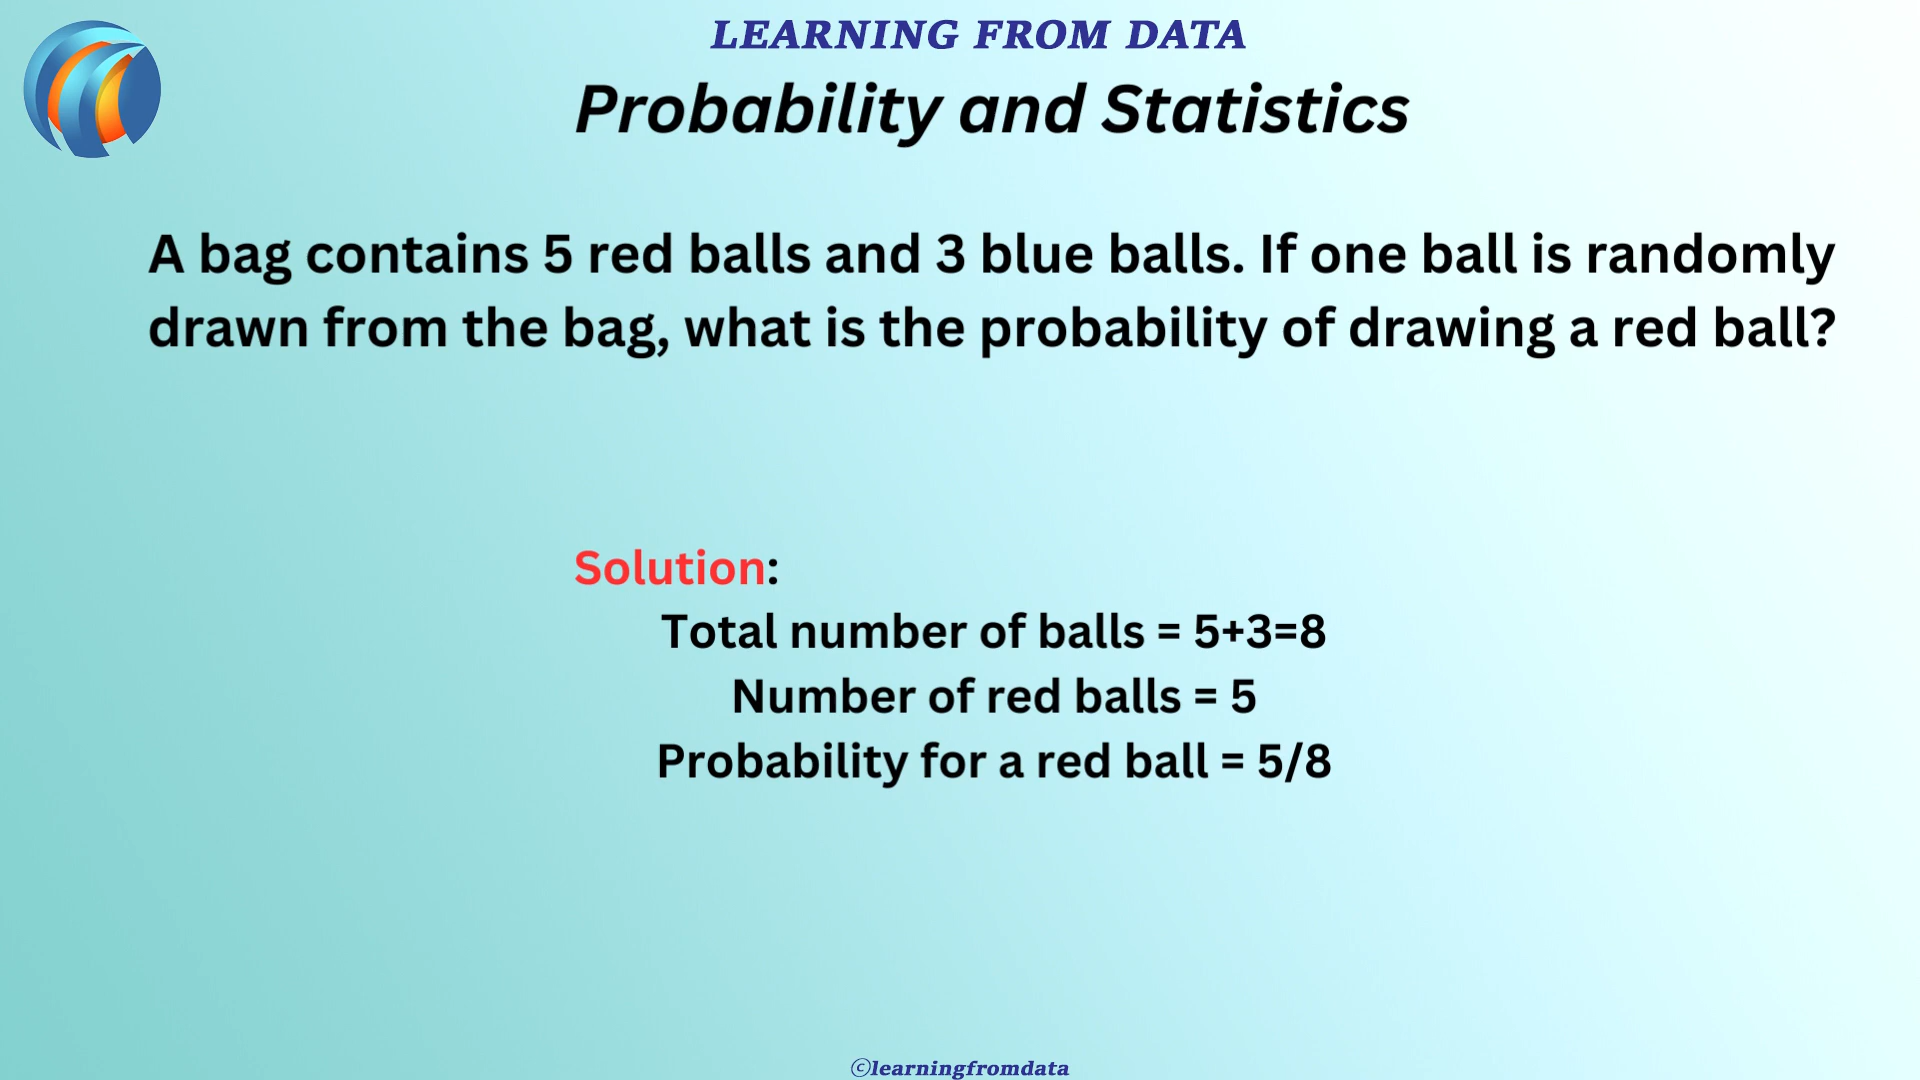 LEARNING FROM DATA
Probability and Statistics
A bag contains 5 red balls and 3 blue balls. If one ball is randomly
drawn from the bag, what is the probability of drawing a red ball?
Solution:
Total number of balls = 5+3=8
Number of red balls = 5
Probability for a red ball = 5/8
©learningfromdata